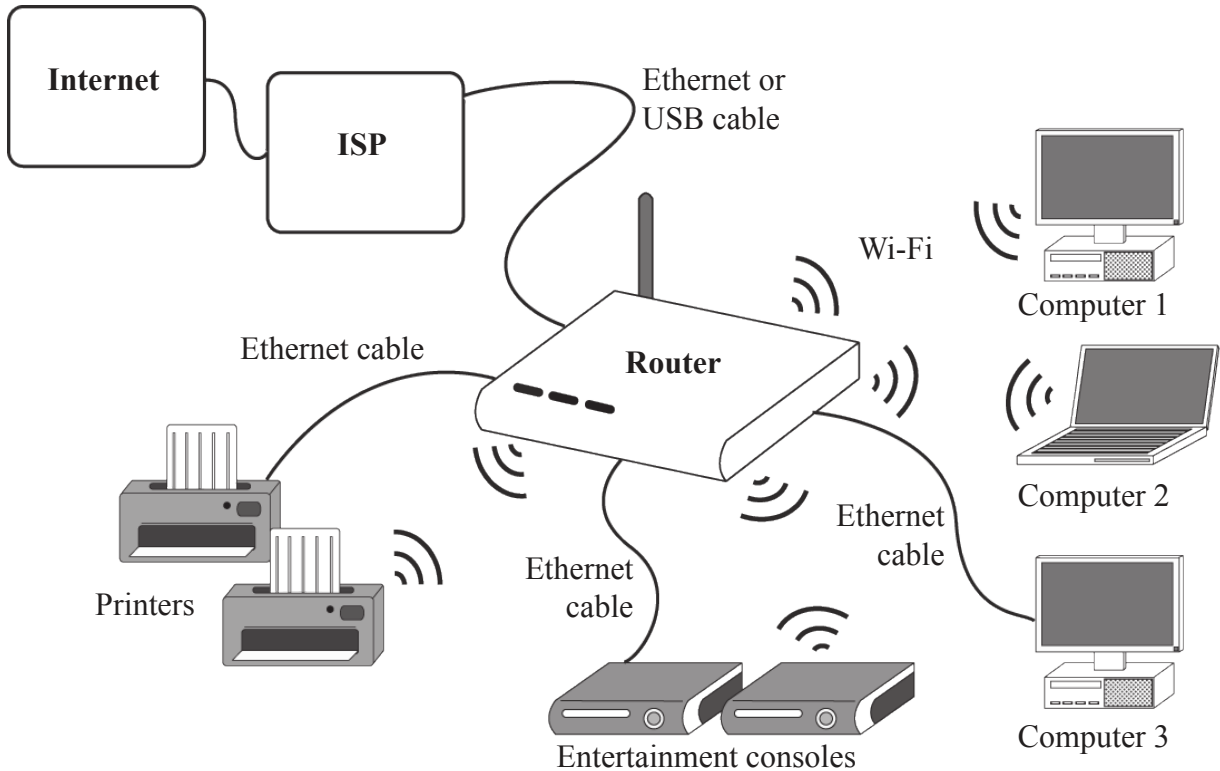 Internet
ISP
Ethernet or
USB cable
Wi-Fi
Computer 1
Ethernet cable
Router
Computer 2
Ethernet
cable
Ethernet
cable
Printers
Computer 3
Entertainment consoles